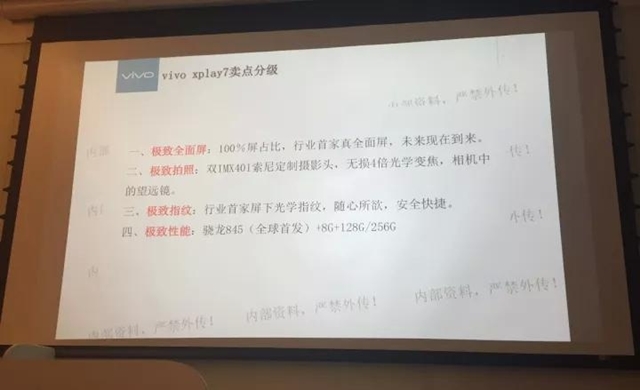 vivo vivo xplay7卖点分级
内部资料，严禁外传！
内部
一、极致全面屏：100%屏占比，行业首家真全面屏，未来现在到来。
二、极致拍照：双IMX401索尼定制摄影头，无损4倍光学变焦，相机中
传！
的望远镜。
内
三、极致指纹：行业首家屏下光学指纹，随心所欲，安全快捷。
外传！
四、极致性能：骁龙845（全球首发）+8G+128G/256G
内
内部资料，严禁外传！
内部资料，严禁外传！
内部资料，严禁外传！